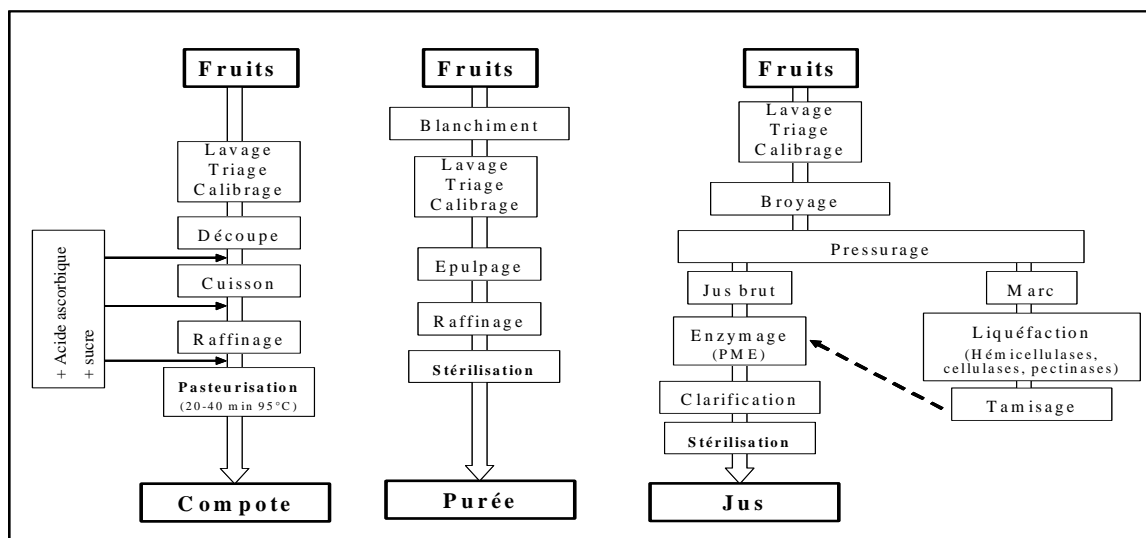 Fruits
Lavage
Triage
Calibrage
Découpe
Cuisson
Raffinage
Pasteurisation
(20-40 min 95°C)
Compote
+ Acide ascorbique
+ sucre
Fruits
Blanchiment
Lavage
Triage
Calibrage
Epulpage
Raffinage
Stérilisation
Purée
Fruits
Lavage
Triage
Calibrage
Broyage
Pressurage
Jus brut
Enzymage
(PME)
Clarification
Stérilisation
Jus
Marc
Liquéfaction
(Hémicellulases,
cellulases, pectinases)
Tamisage